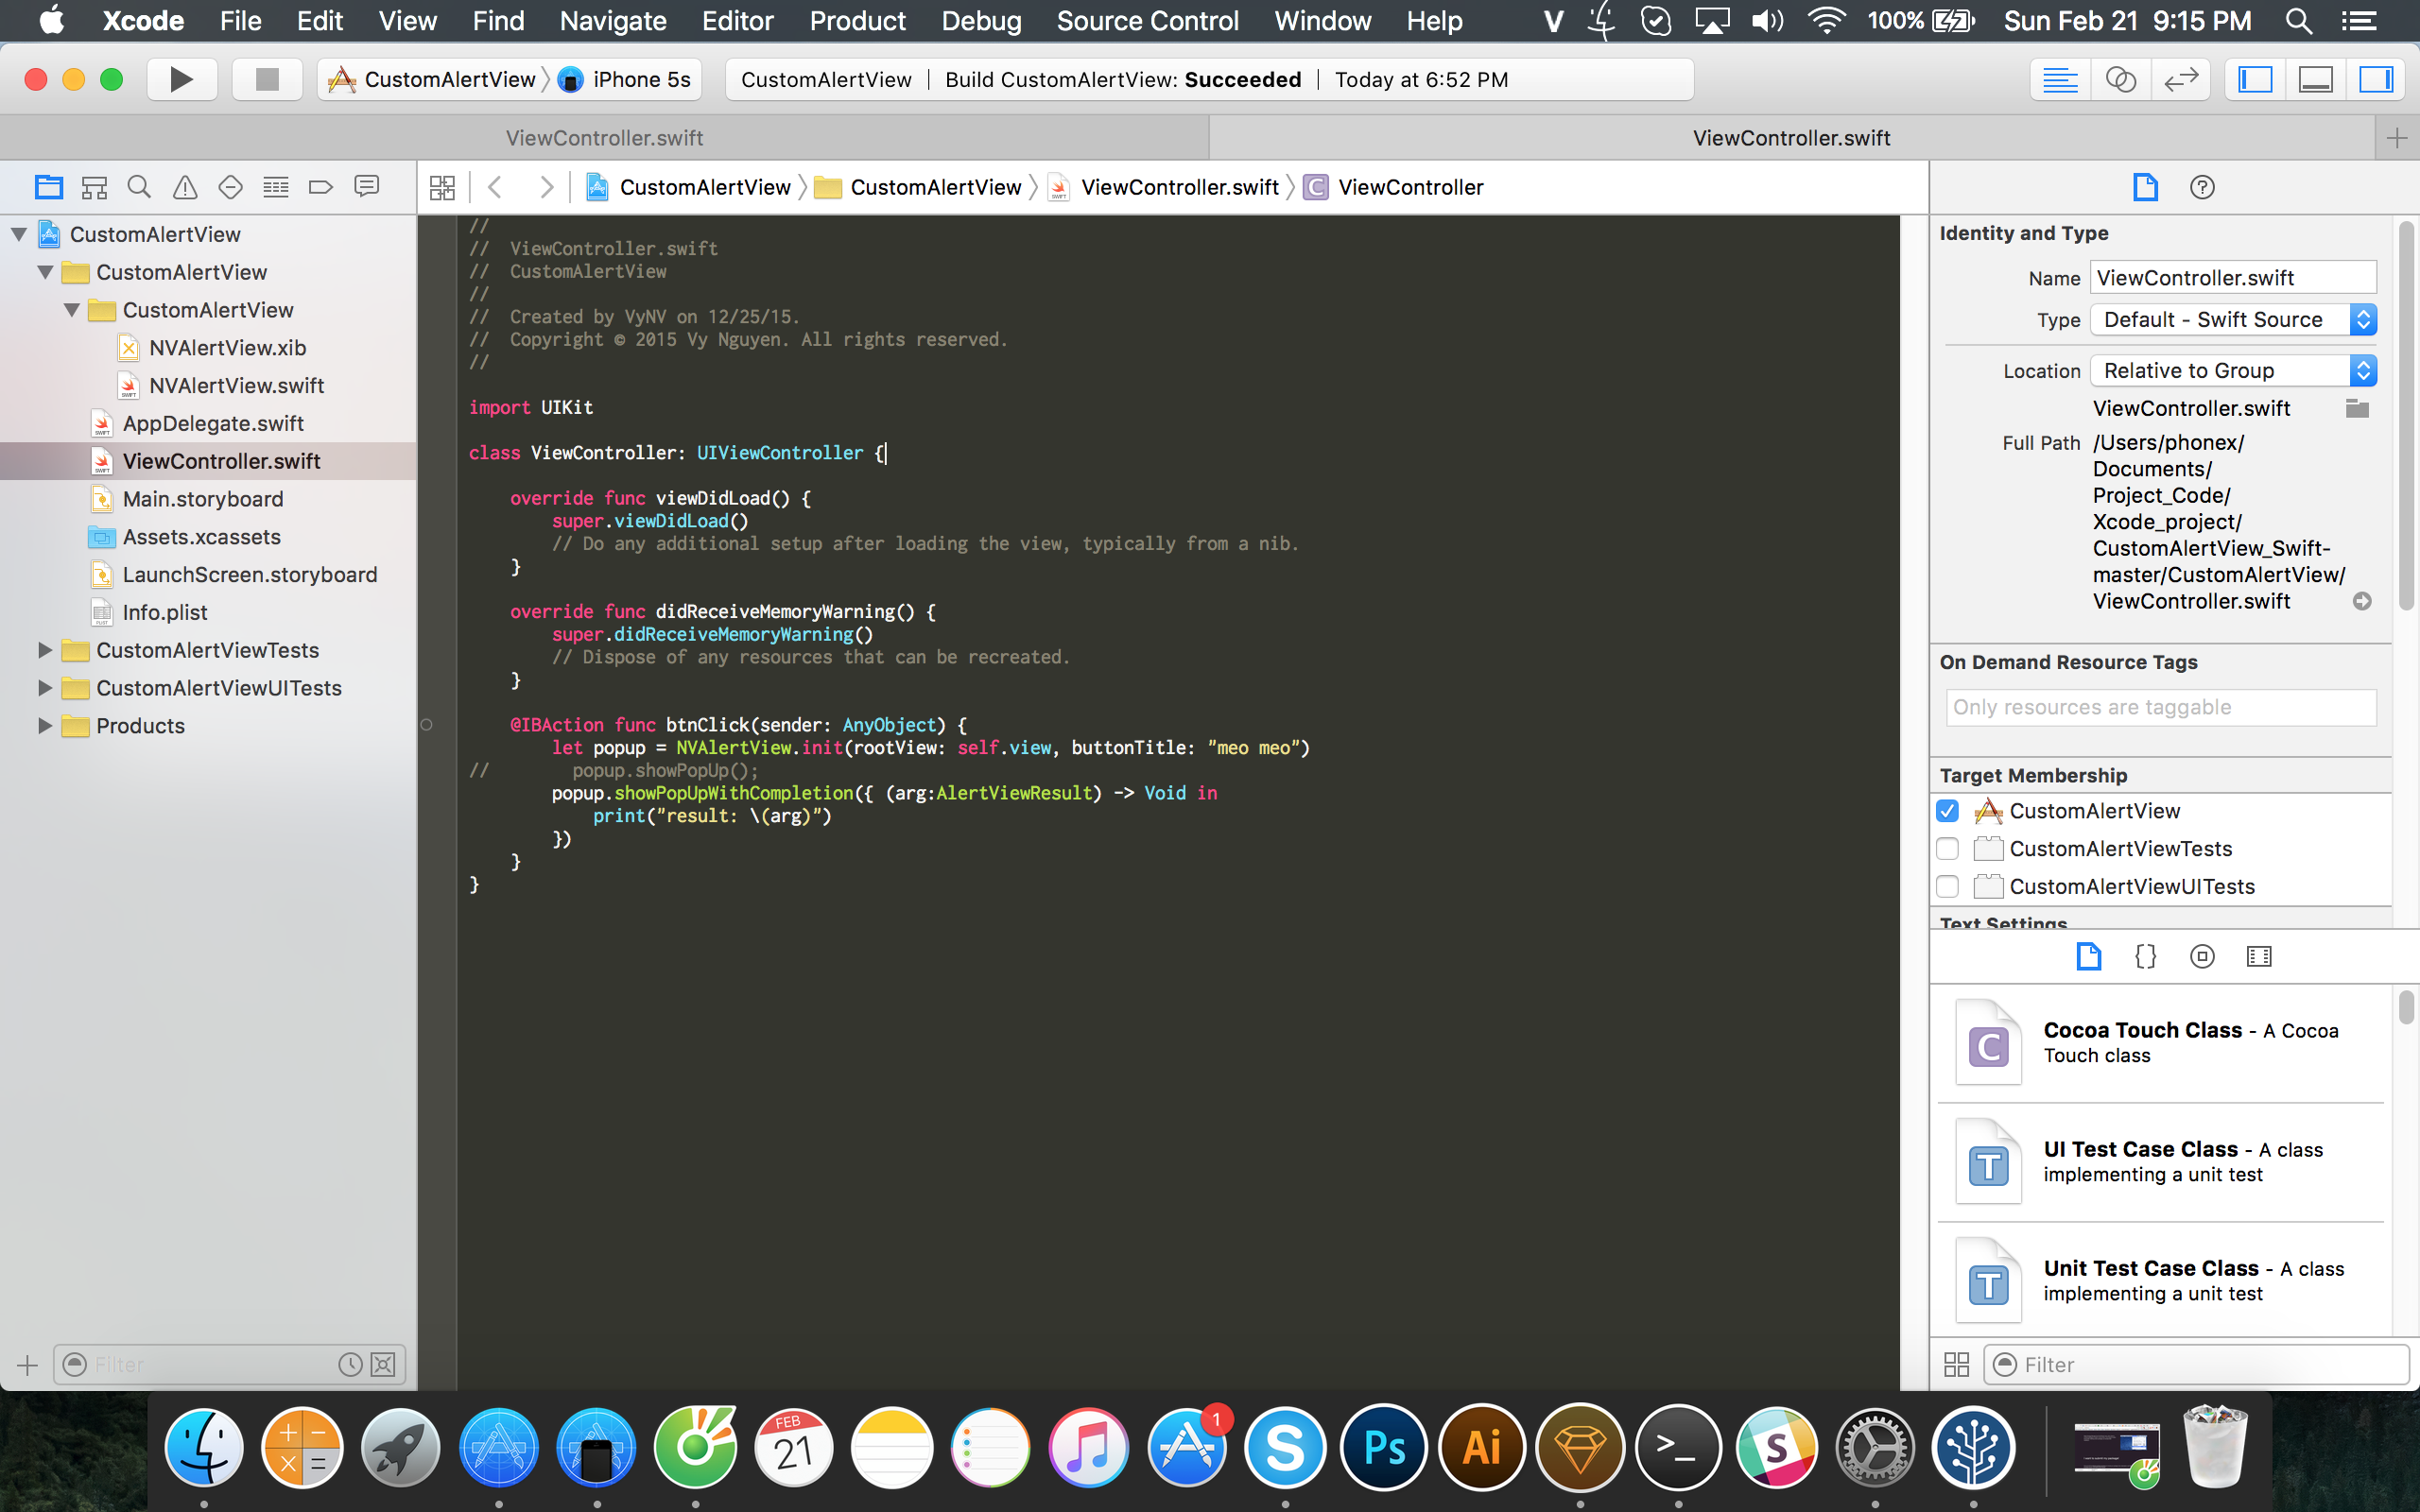 Xcode File Edit View Find Navigate Editor Product Debug Source Control Window Help V 100% Sun Feb 21 9:15 PM
CustomAlertView iPhone 5s CustomAlertView | Build CustomAlertView: Succeeded | Today at 6:52 PM
ViewController.swift ViewController.swift
CustomAlertView CustomAlertView ViewController.swift C ViewController
CustomAlertView
CustomAlertView
CustomAlertView
NVAlertView.xib
NVAlertView.swift
AppDelegate.swift
ViewController.swift
Main.storyboard
Assets.xcassets
LaunchScreen.storyboard
Info.plist
CustomAlertViewTests
CustomAlertViewUITests
Products
Filter
//
//  ViewController.swift
//  CustomAlertView
//
//  Created by VyNV on 12/25/15.
//  Copyright © 2015 Vy Nguyen. All rights reserved.
//
import UIKit
class ViewController: UIViewController {
    override func viewDidLoad() {
        super.viewDidLoad()
        // Do any additional setup after loading the view, typically from a nib.
    }
    override func didReceiveMemoryWarning() {
        super.didReceiveMemoryWarning()
        // Dispose of any resources that can be recreated.
    }
    @IBAction func btnClick(sender: AnyObject) {
        let popup = NVAlertView.init(rootView: self.view, buttonTitle: "meo meo")
//        popup.showPopUp();
        popup.showPopUpWithCompletion({ (arg:AlertViewResult) -> Void in
            print("result: \(arg)")
        })
    }
}
Identity and Type
Name ViewController.swift
Type Default - Swift Source
Location Relative to Group
ViewController.swift
Full Path /Users/phonex/
Documents/
Project_Code/
Xcode_project/
CustomAlertView_Swift-
master/CustomAlertView/
ViewController.swift
On Demand Resource Tags
Only resources are taggable
Target Membership
CustomAlertView
CustomAlertViewTests
CustomAlertViewUITests
Text Settings
{}
C
Cocoa Touch Class - A Cocoa
Touch class
T
UI Test Case Class - A class
implementing a unit test
T
Unit Test Case Class - A class
implementing a unit test
Filter
FEB
21
1
S
Ps
Ai
>_
S